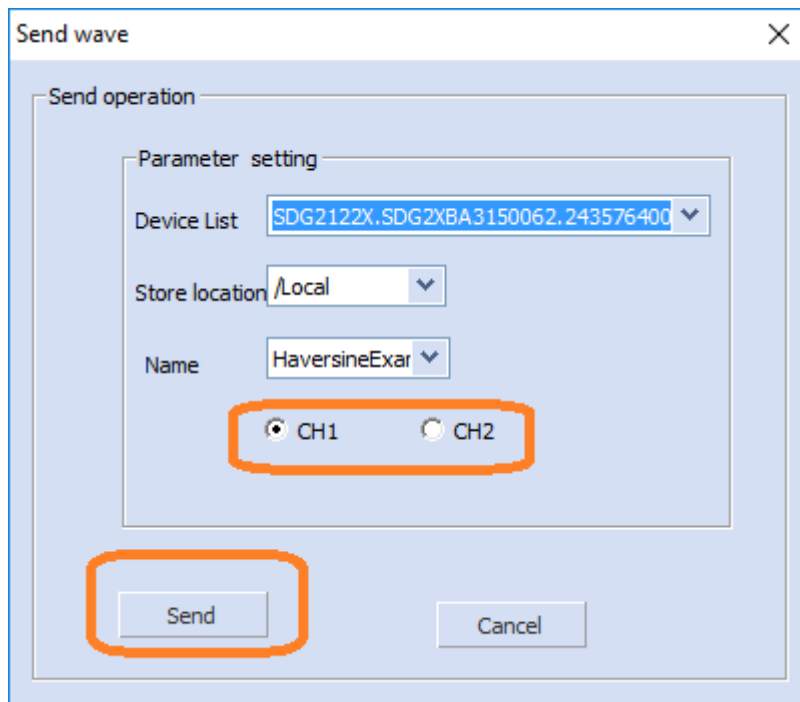 Send wave
Send operation
Parameter setting
Device List SDG2122X.SDG2XBA3150062.243576400
Store location /Local
Name HaversineExar
CH1 CH2
Send Cancel